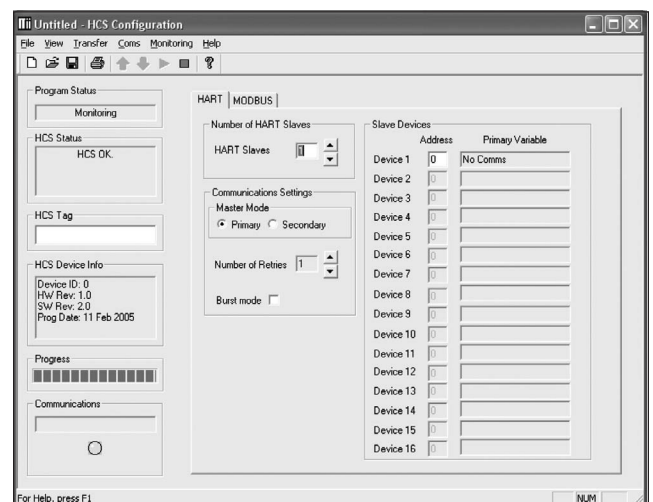 Untitled - HCS Configuration
File View Transfer Coms Monitoring Help
Program Status
Monitoring
HCS Status
HCS OK.
HCS Tag
HCS Device Info
Device ID: 0
HW Rev: 1.0
SW Rev: 2.0
Prog Date: 11 Feb 2005
Progress
Communications
HART MODBUS
Number of HART Slaves
HART Slaves 1
Communications Settings
Master Mode
Primary Secondary
Number of Retries 1
Burst mode
Slave Devices
Address Primary Variable
Device 1 0 No Comms
Device 2 0
Device 3 0
Device 4 0
Device 5 0
Device 6 0
Device 7 0
Device 8 0
Device 9 0
Device 10 0
Device 11 0
Device 12 0
Device 13 0
Device 14 0
Device 15 0
Device 16 0
For Help, press F1
NUM